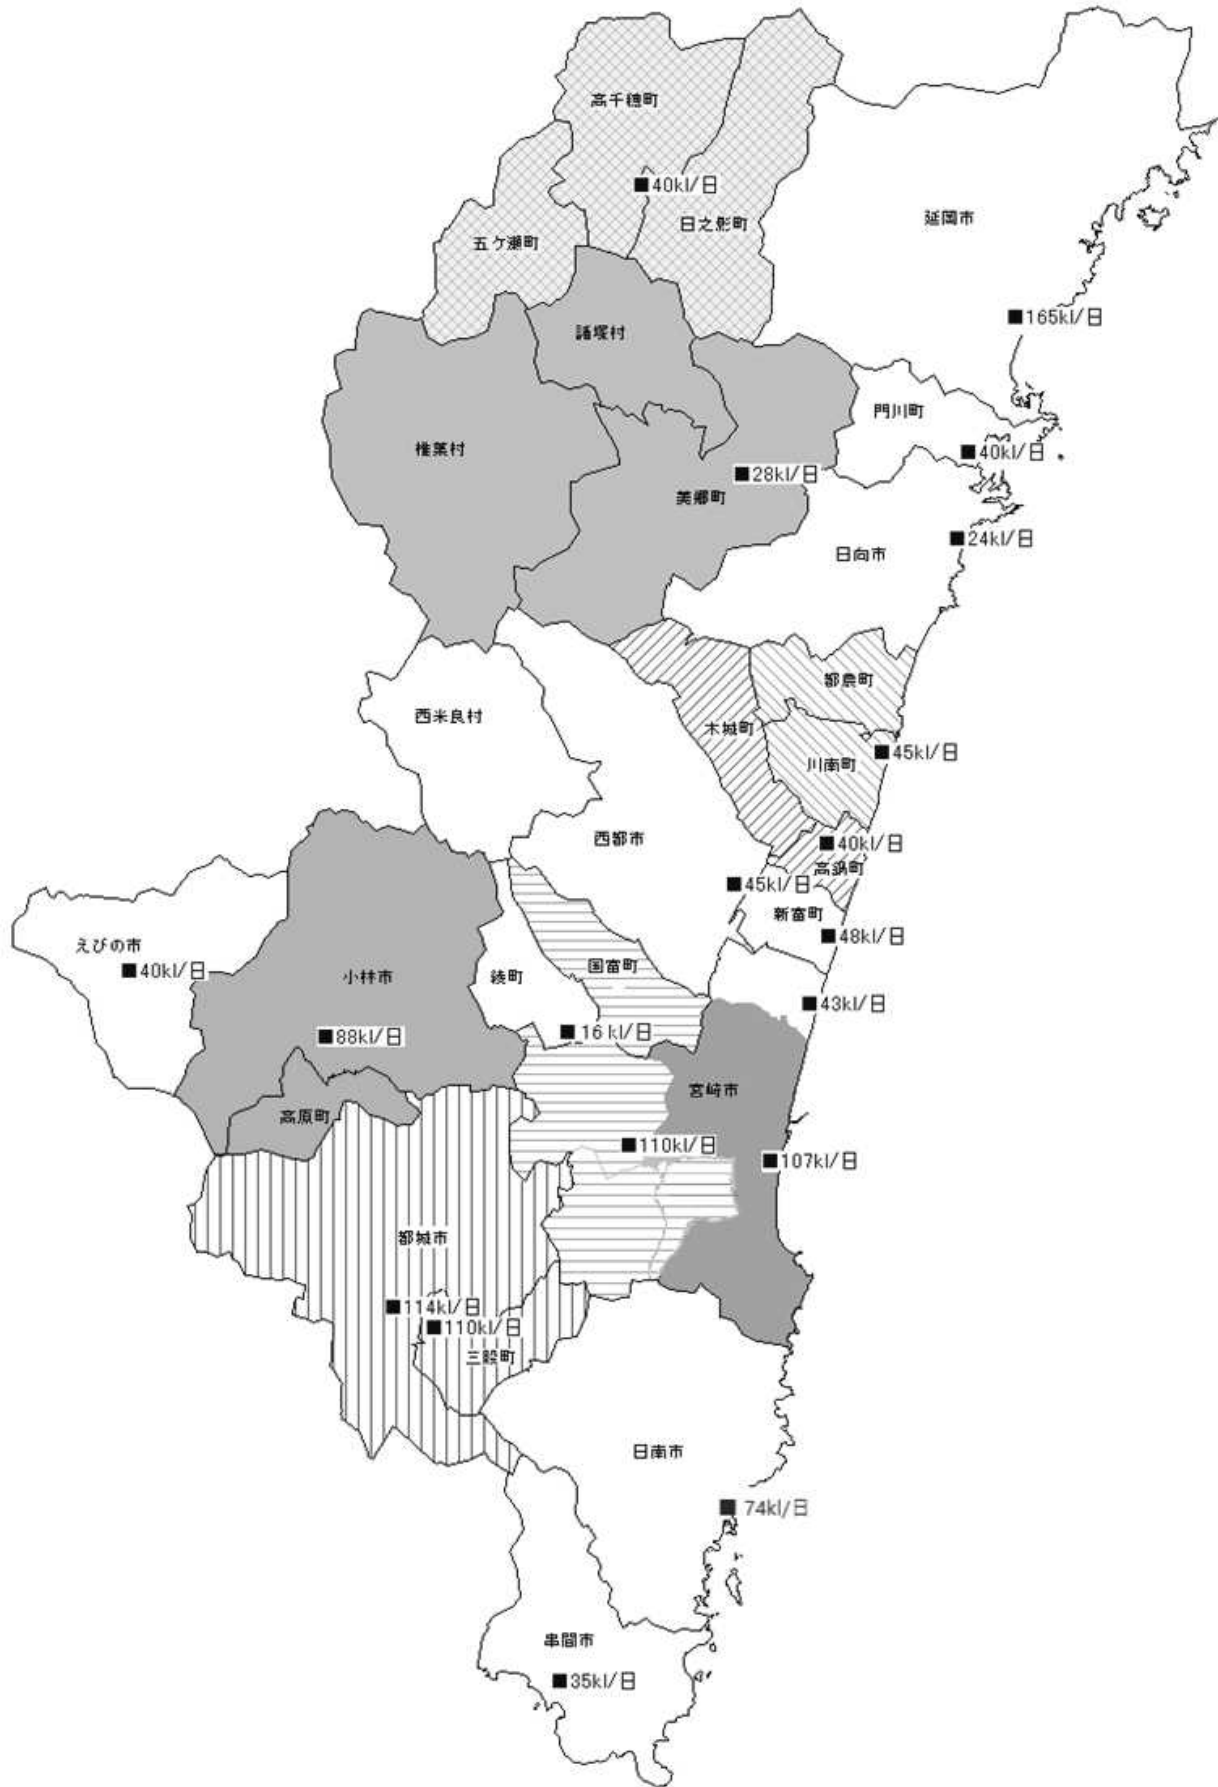 高千穂町
■40kl/日
日之影町
延岡市
五ケ瀬町
■165kl/日
諸塚村
門川町
椎葉村
■40kl/日
■28kl/日
美郷町
■24kl/日
日向市
都農町
西米良村
木城町
■45kl/日
川南町
西都市
■40kl/日
高鍋町
■45kl/日
新富町
■48kl/日
えびの市
■40kl/日
小林市
綾町
国富町
■43kl/日
■88kl/日
■16kl/日
宮崎市
高原町
■110kl/日
■107kl/日
都城市
■114kl/日
■110kl/日
三股町
日南市
■74kl/日
串間市
■35kl/日